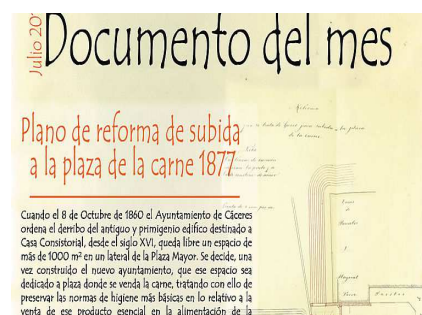 Julio 20
Documento del mes
Plano de reforma de subida
a la plaza de la carne 1877
Cuando el 8 de Octubre de 1860 el Ayuntamiento de Cáceres
ordena el derribo del antiguo y primigenio edifico destinado a
Casa Consistorial, desde el siglo XVI, queda libre un espacio de
más de 1000 m² en un lateral de la Plaza Mayor. Se decide, una
vez construido el nuevo ayuntamiento, que ese espacio sea
dedicado a plaza donde se venda la carne, tratando con ello de
preservar las normas de higiene más básicas en lo relativo a la
venta de ese producto esencial en la alimentación de la